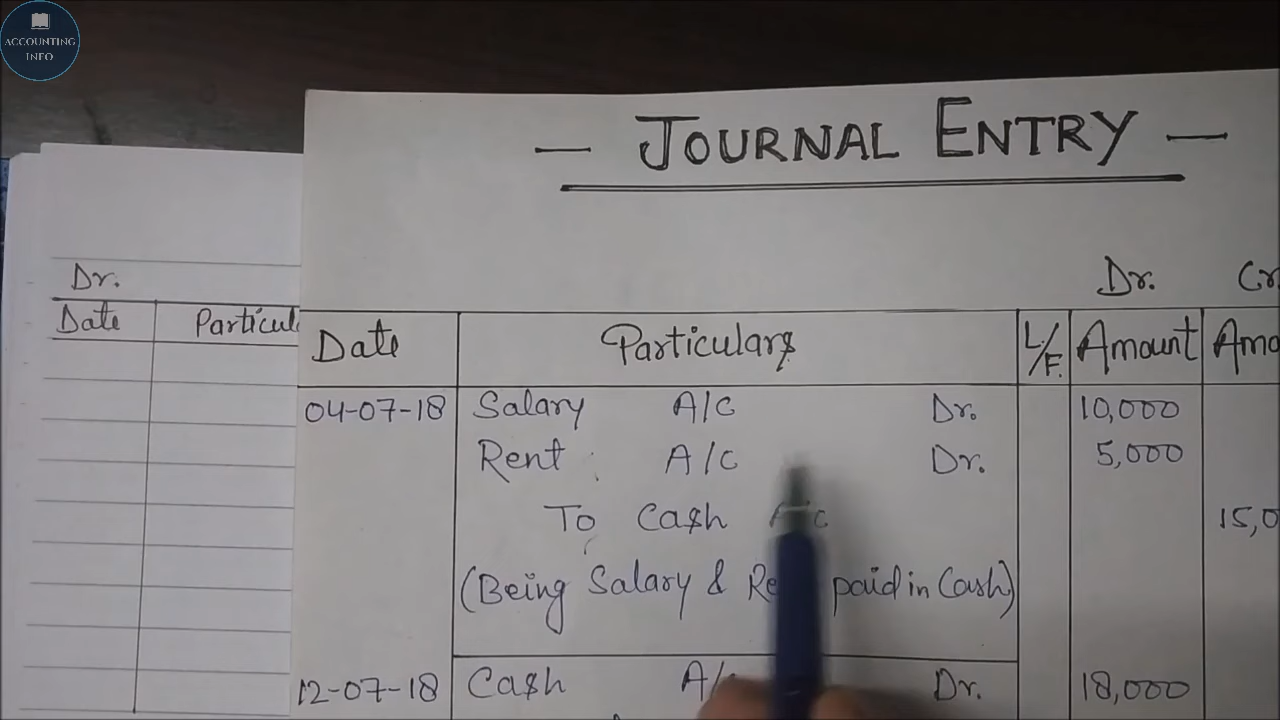 ACCOUNTING
INFO
— JOURNAL ENTRY —
Dr. Cr
Dr.
Date Particul
Date Particulars L/F. Amount Amo
04-07-18 Salary A/C Dr. 10,000
Rent A/C Dr. 5,000
To Cash 15,0
(Being Salary & paid in Cash)
12-07-18 Cash Dr. 18,000